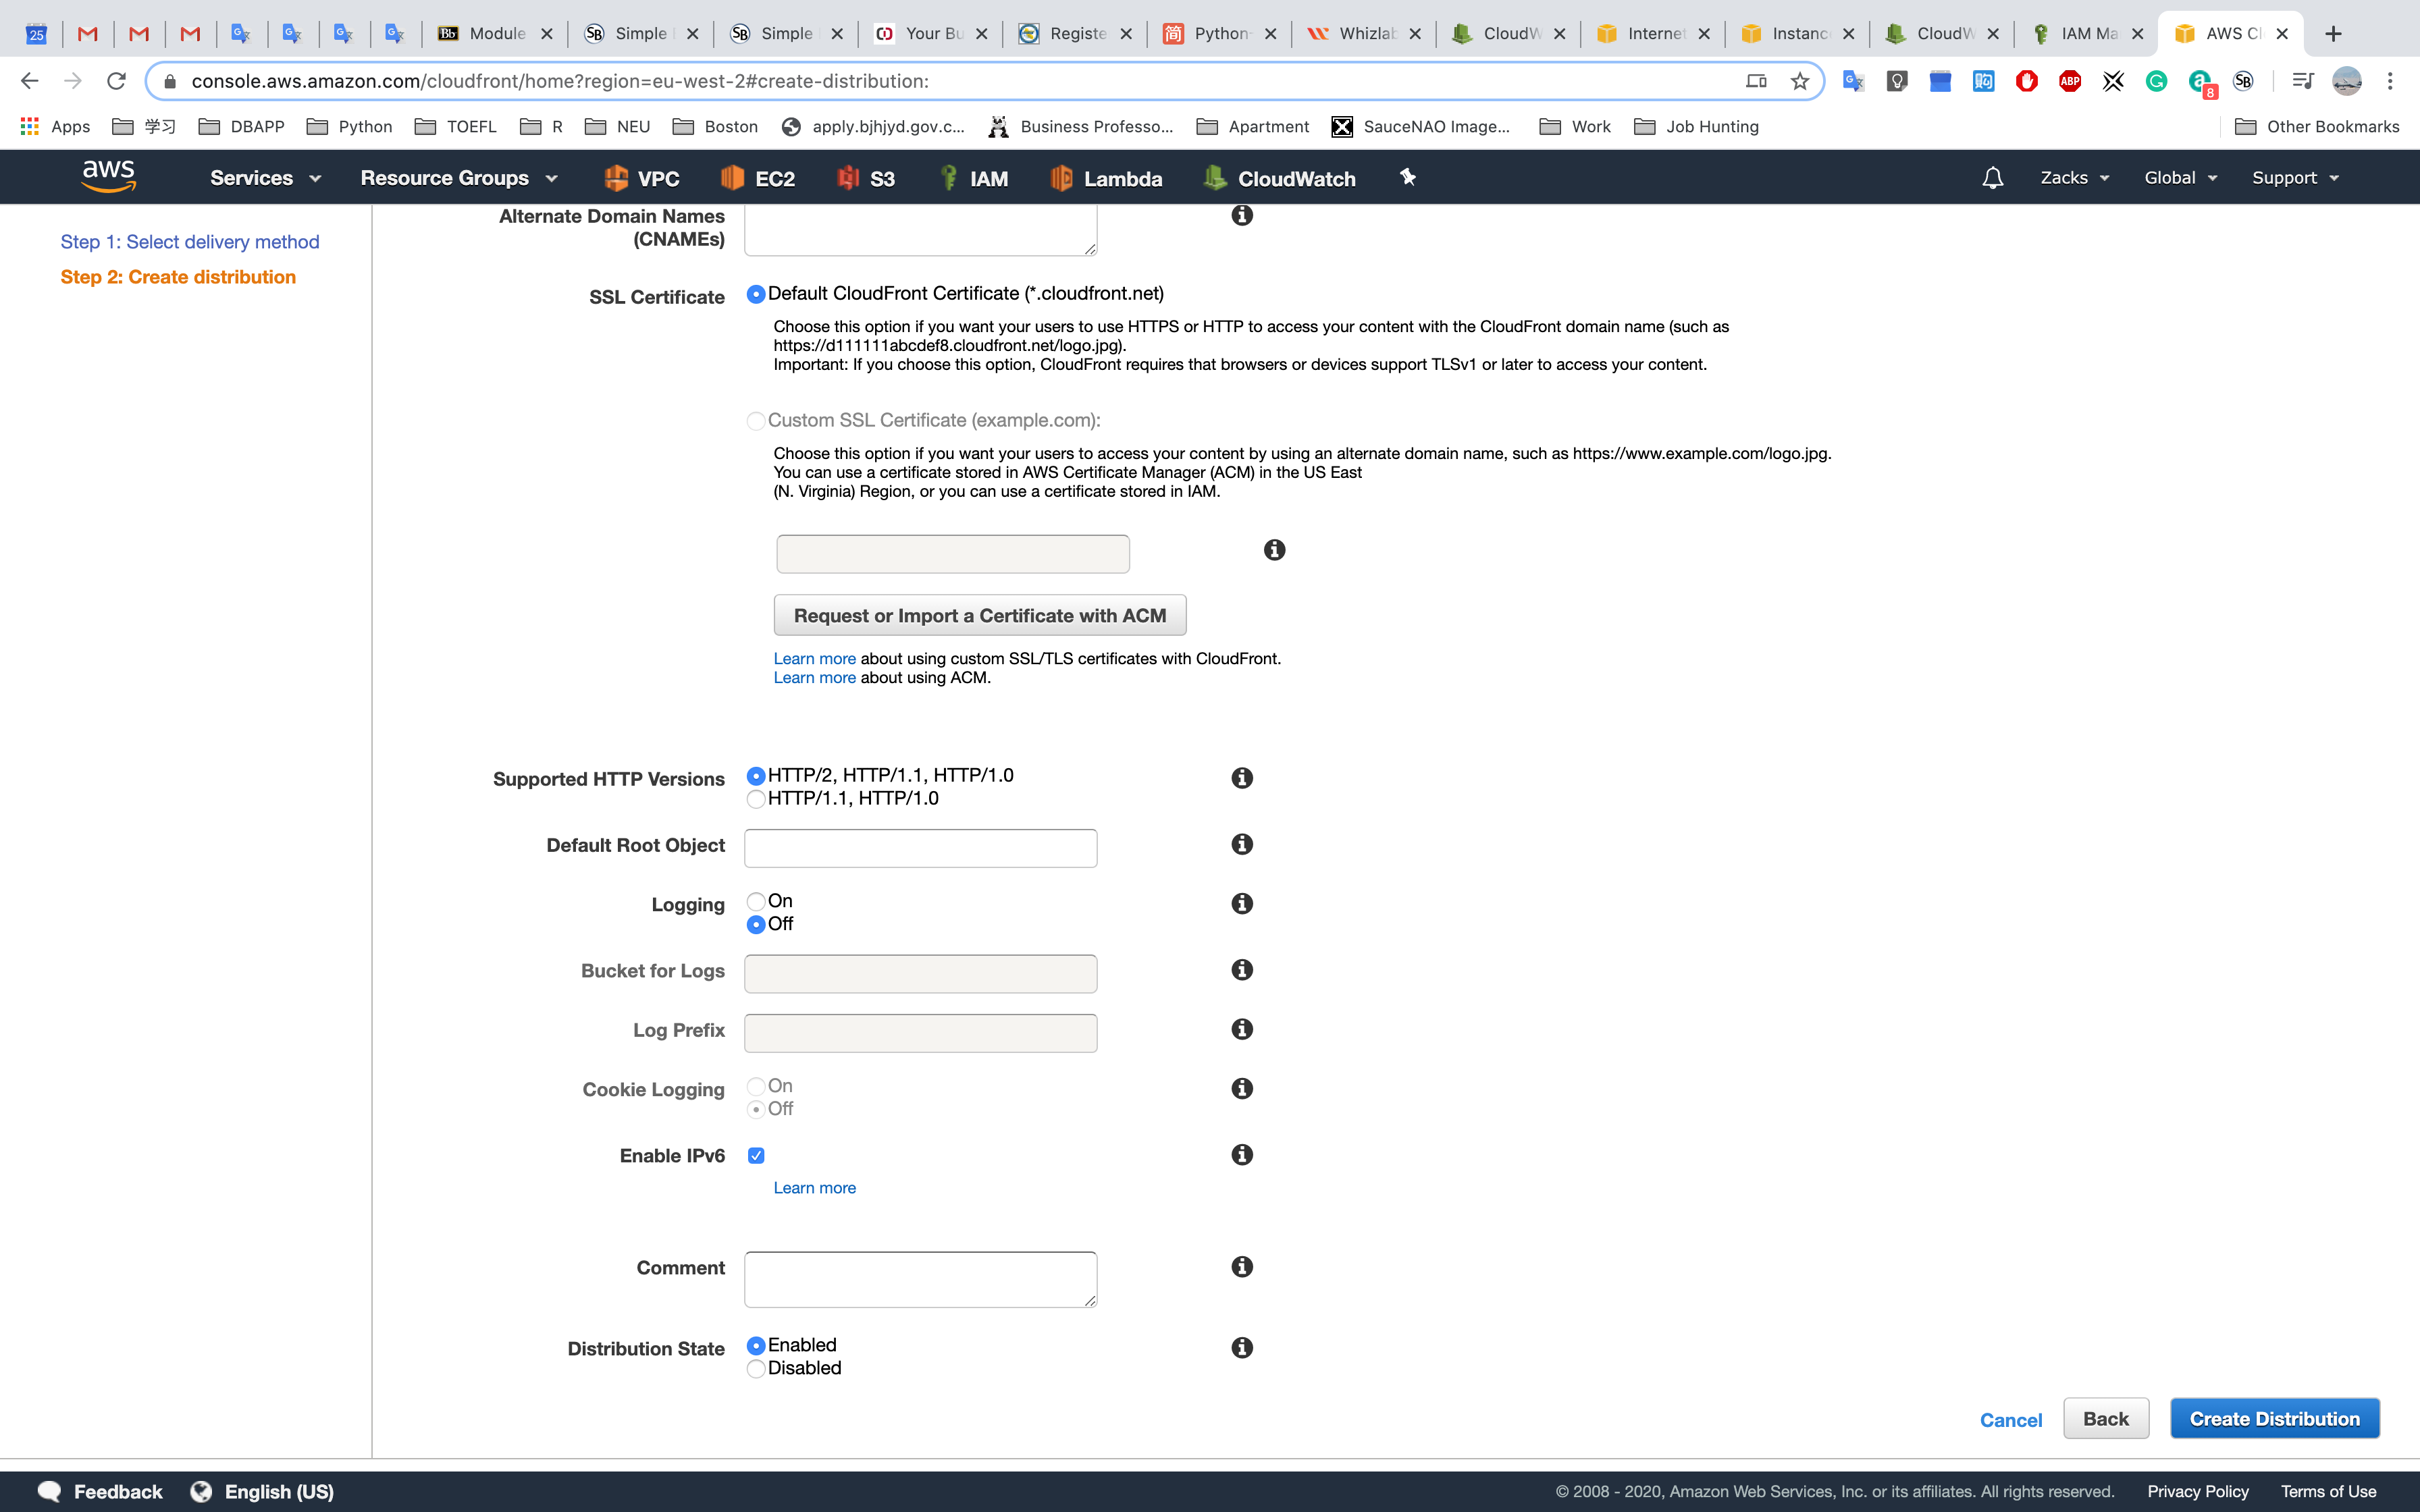 25
Bb Module
SB Simple
SB Simple
Your Bu
Registe
简 Python-
Whizlab
CloudW
Internet
Instanc
CloudW
IAM Ma
AWS Cl
console.aws.amazon.com/cloudfront/home?region=eu-west-2#create-distribution:
ABP
8
SB
Apps
学习
DBAPP
Python
TOEFL
R
NEU
Boston
apply.bjhjyd.gov.c...
Business Professo...
Apartment
SauceNAO Image...
Work
Job Hunting
Other Bookmarks
aws
Services
Resource Groups
VPC
EC2
S3
IAM
Lambda
CloudWatch
Zacks
Global
Support
Step 1: Select delivery method
Step 2: Create distribution
Alternate Domain Names
(CNAMEs)
SSL Certificate
Default CloudFront Certificate (*.cloudfront.net)
Choose this option if you want your users to use HTTPS or HTTP to access your content with the CloudFront domain name (such as
https://d111111abcdef8.cloudfront.net/logo.jpg).
Important: If you choose this option, CloudFront requires that browsers or devices support TLSv1 or later to access your content.
Custom SSL Certificate (example.com):
Choose this option if you want your users to access your content by using an alternate domain name, such as https://www.example.com/logo.jpg.
You can use a certificate stored in AWS Certificate Manager (ACM) in the US East
(N. Virginia) Region, or you can use a certificate stored in IAM.
Request or Import a Certificate with ACM
Learn more about using custom SSL/TLS certificates with CloudFront.
Learn more about using ACM.
Supported HTTP Versions
HTTP/2, HTTP/1.1, HTTP/1.0
HTTP/1.1, HTTP/1.0
Default Root Object
Logging
On
Off
Bucket for Logs
Log Prefix
Cookie Logging
On
Off
Enable IPv6
Learn more
Comment
Distribution State
Enabled
Disabled
Cancel
Back
Create Distribution
Feedback
English (US)
© 2008 - 2020, Amazon Web Services, Inc. or its affiliates. All rights reserved.
Privacy Policy
Terms of Use